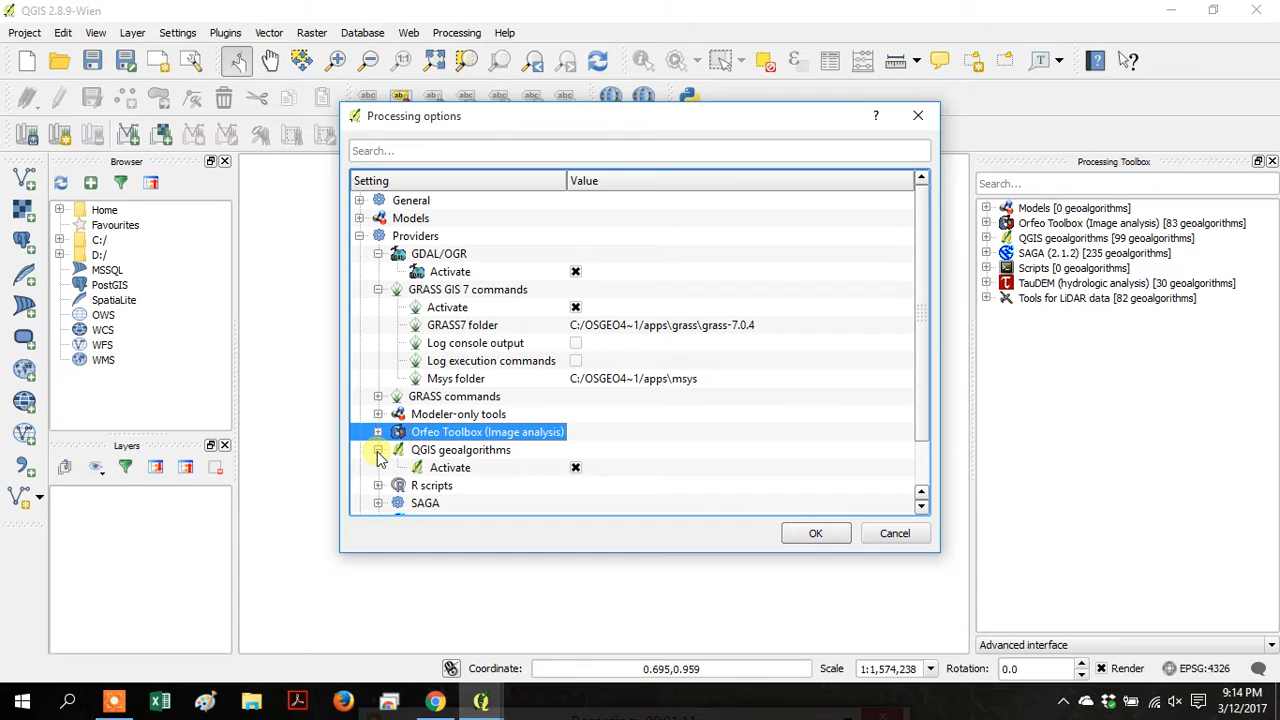 QGIS 2.8.9-Wien
Project Edit View Layer Settings Plugins Vector Raster Database Web Processing Help
Processing options
Search...
Setting Value
General
Models
Providers
GDAL/OGR
Activate
GRASS GIS 7 commands
Activate
GRASS7 folder C:/OSGEO4~1/apps\grass\grass-7.0.4
Log console output
Log execution commands
Msys folder C:/OSGEO4~1/apps\msys
GRASS commands
Modeler-only tools
Orfeo Toolbox (Image analysis)
QGIS geoalgorithms
Activate
R scripts
SAGA
OK Cancel
Browser
Home
Favourites
C:/
D:/
MSSQL
PostGIS
SpatiaLite
OWS
WCS
WFS
WMS
Layers
Processing Toolbox
Search...
Models [0 geoalgorithms]
Orfeo Toolbox (Image analysis) [83 geoalgorithms]
QGIS geoalgorithms [99 geoalgorithms]
SAGA (2.1.2) [235 geoalgorithms]
Scripts [0 geoalgorithms]
TauDEM (hydrologic analysis) [30 geoalgorithms]
Tools for LiDAR data [82 geoalgorithms]
Advanced interface
Coordinate: 0.695,0.959 Scale 1:1,574,238 Rotation: 0.0 Render EPSG:4326
9:14 PM
3/12/2017